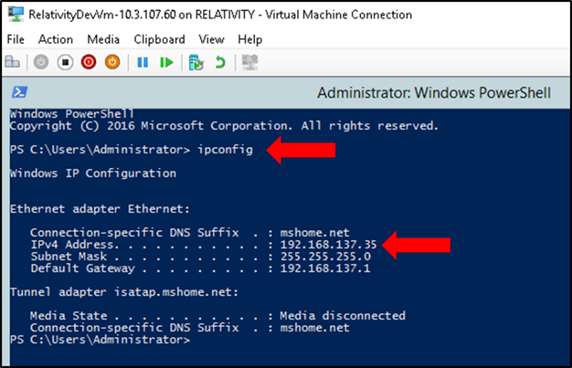 RelativityDevVm-10.3.107.60 on RELATIVITY - Virtual Machine Connection
File Action Media Clipboard View Help
Administrator: Windows PowerShell
Windows PowerShell
Copyright (C) 2016 Microsoft Corporation. All rights reserved.
PS C:\Users\Administrator> ipconfig
Windows IP Configuration
Ethernet adapter Ethernet:
Connection-specific DNS Suffix . : mshome.net
IPv4 Address. . . . . . . . . . . : 192.168.137.35
Subnet Mask . . . . . . . . . . . : 255.255.255.0
Default Gateway . . . . . . . . . : 192.168.137.1
Tunnel adapter isatap.mshome.net:
Media State . . . . . . . . . . . : Media disconnected
Connection-specific DNS Suffix . : mshome.net
PS C:\Users\Administrator>